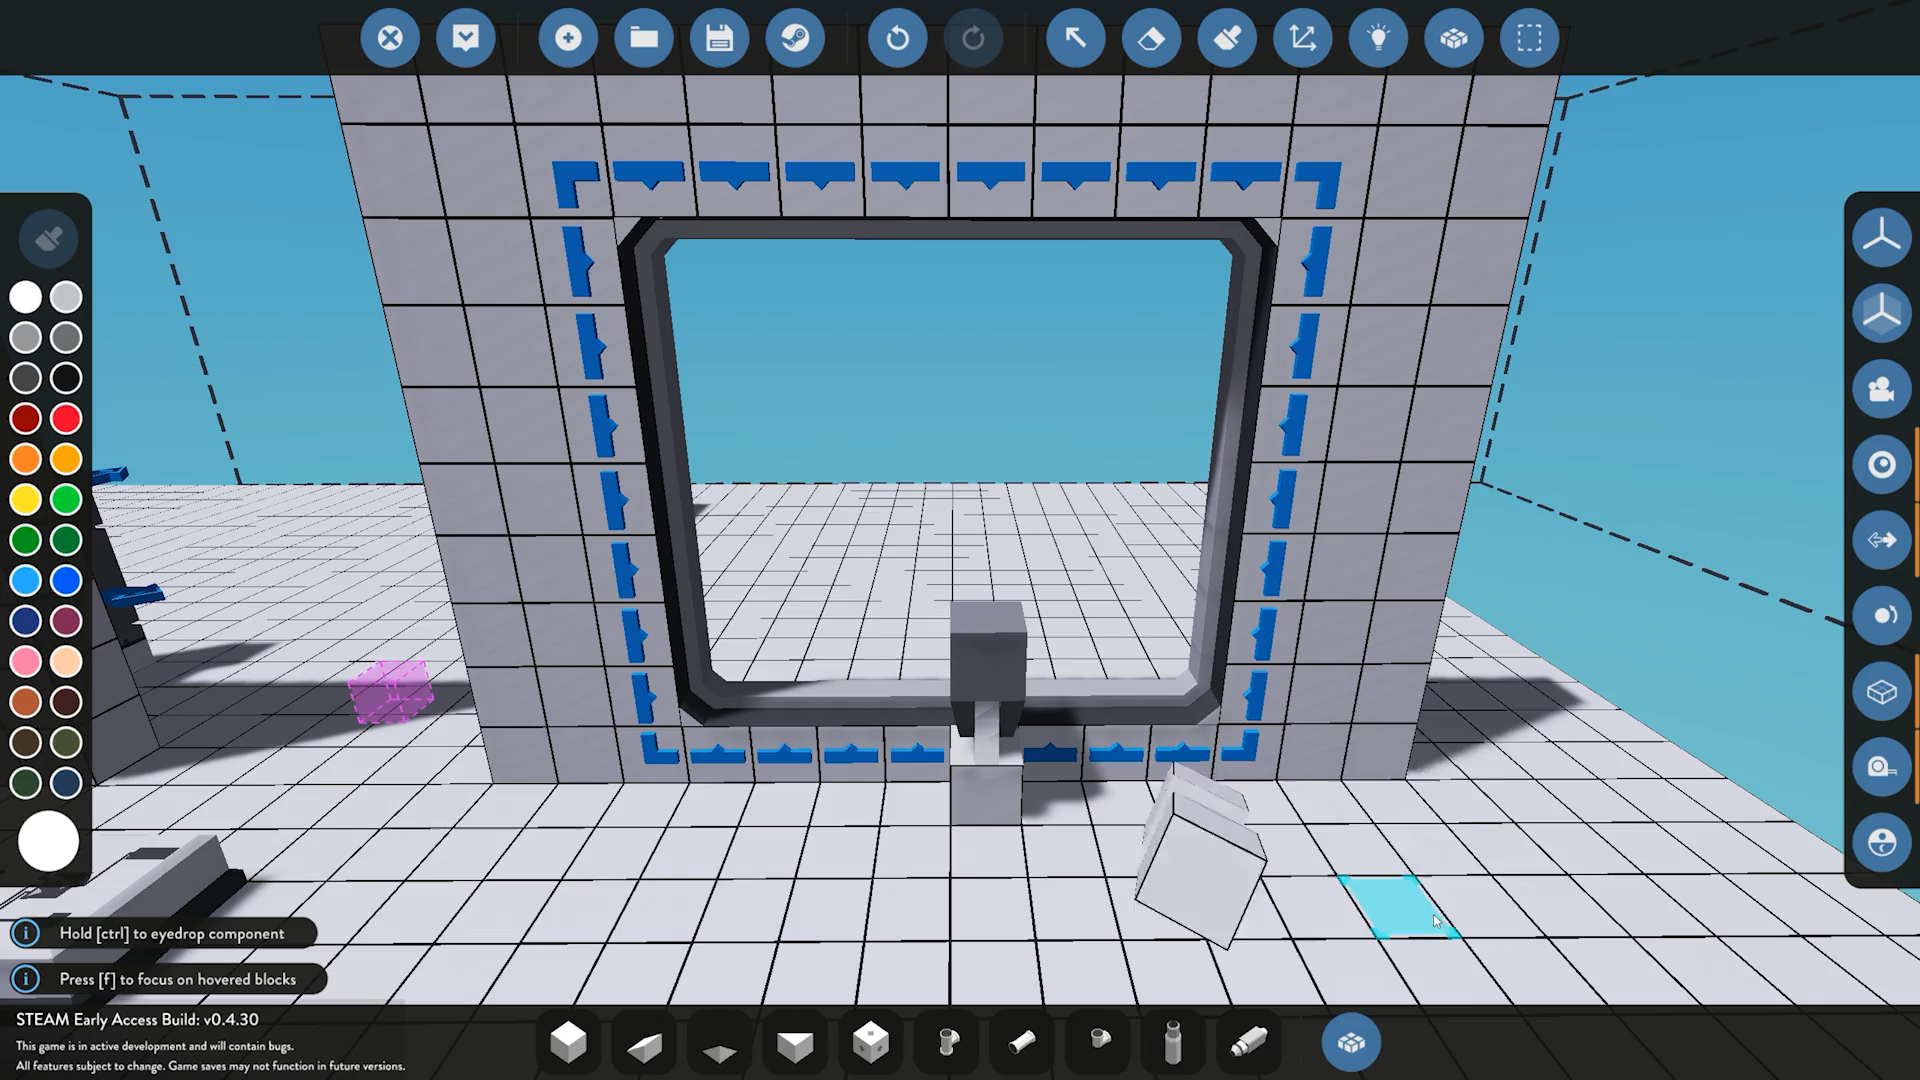 Hold [ctrl] to eyedrop component
Press [f] to focus on hovered blocks
STEAM Early Access Build: v0.4.30
This game is in active development and will contain bugs.
All features subject to change. Game saves may not function in future versions.